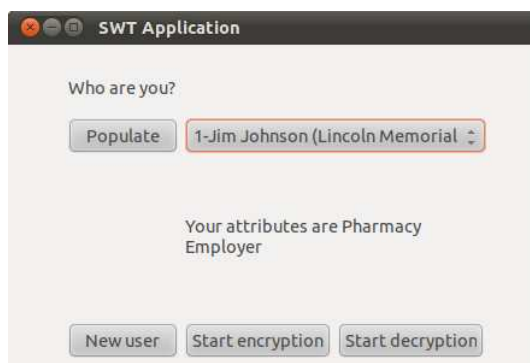 SWT Application
Who are you?
Populate 1-Jim Johnson (Lincoln Memorial
Your attributes are Pharmacy
Employer
New user Start encryption Start decryption